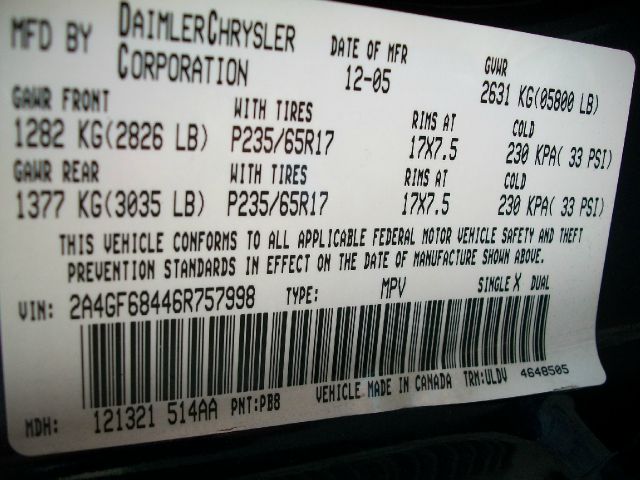 MFD BY DAIMLERCHRYSLER CORPORATION DATE OF MFR 12-05 GVWR 2631 KG(05800 LB)
GAWR FRONT WITH TIRES RIMS AT COLD
1282 KG(2826 LB) P235/65R17 17X7.5 230 KPA( 33 PSI)
GAWR REAR WITH TIRES RIMS AT COLD
1377 KG(3035 LB) P235/65R17 17X7.5 230 KPA( 33 PSI)
THIS VEHICLE CONFORMS TO ALL APPLICABLE FEDERAL MOTOR VEHICLE SAFETY AND THEFT
PREVENTION STANDARDS IN EFFECT ON THE DATE OF MANUFACTURE SHOWN ABOVE.
VIN: 2A4GF68446R757998 TYPE: MPV SINGLE X DUAL
MDH: 121321 514AA PNT:PB8 VEHICLE MADE IN CANADA TRM:ULDV 4648505